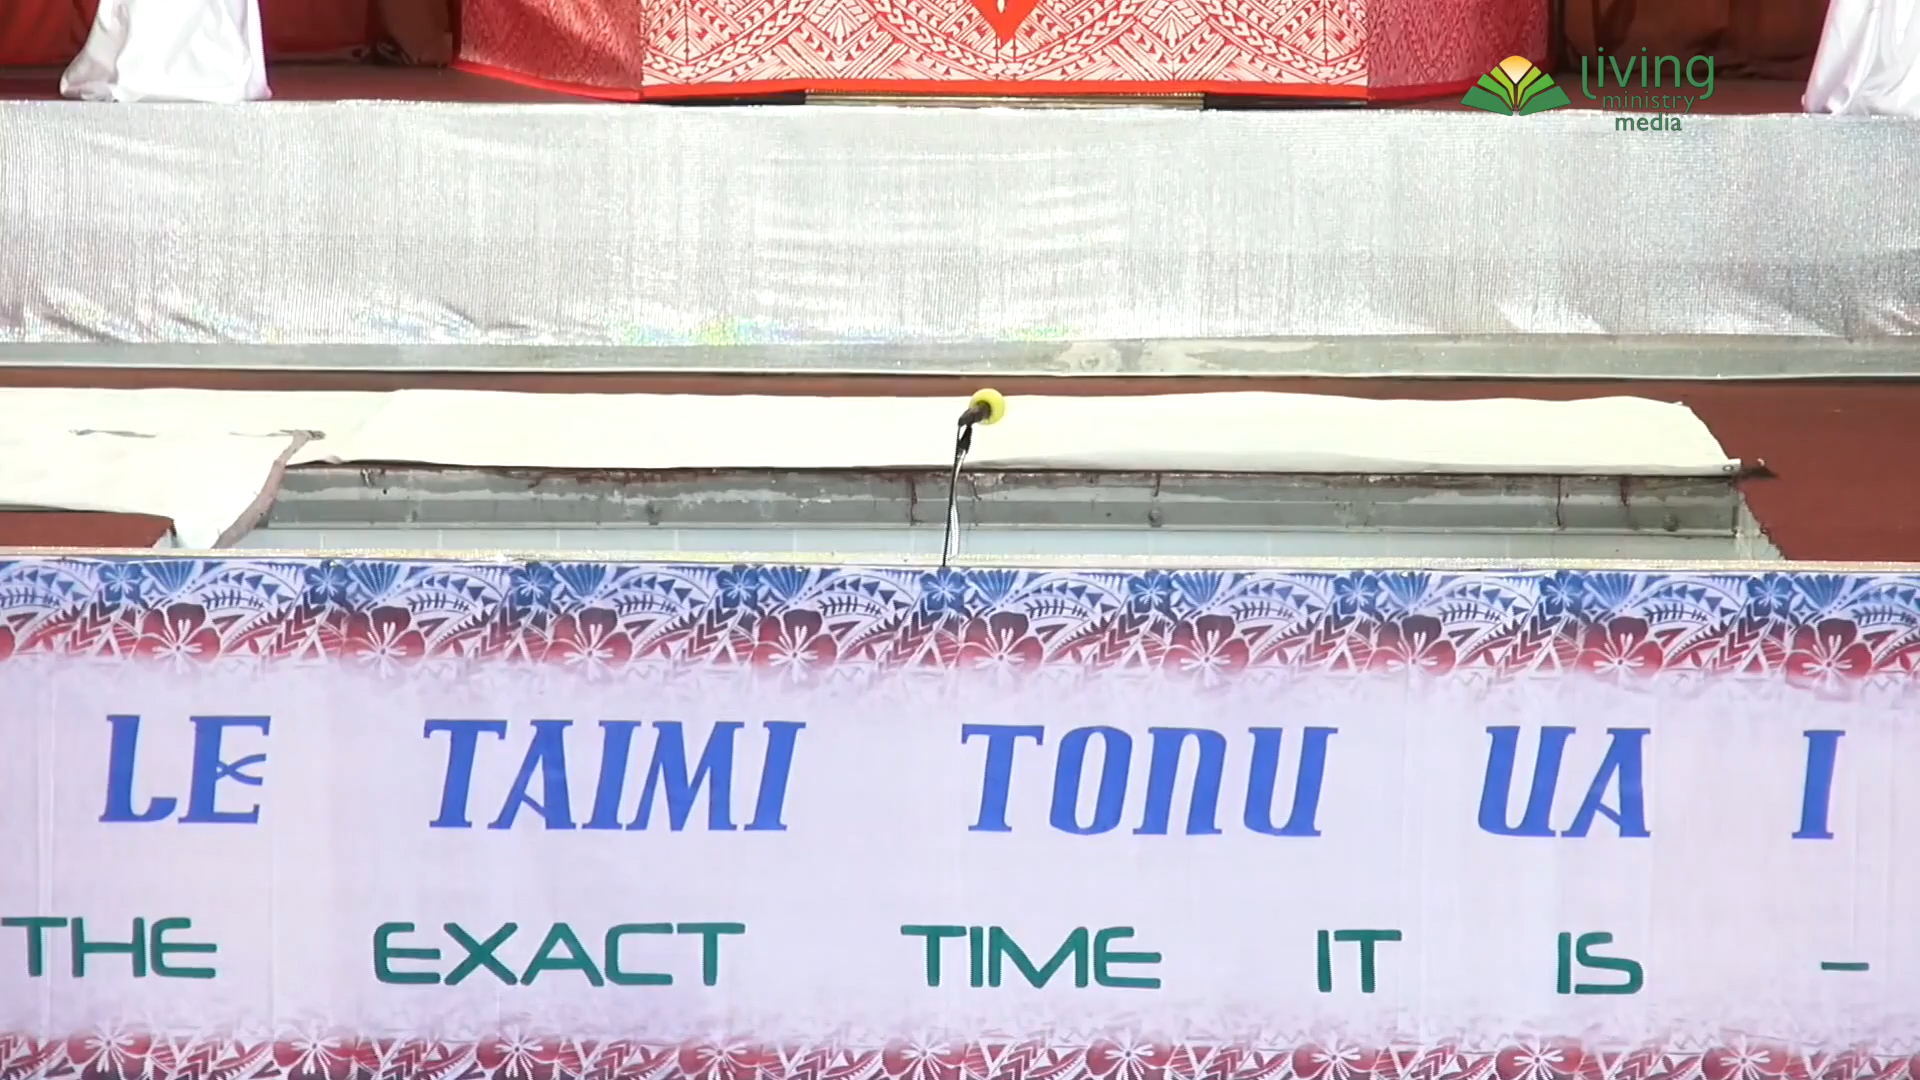 living
ministry
media
LE TAIMI TONU UA I
THE EXACT TIME IT IS -